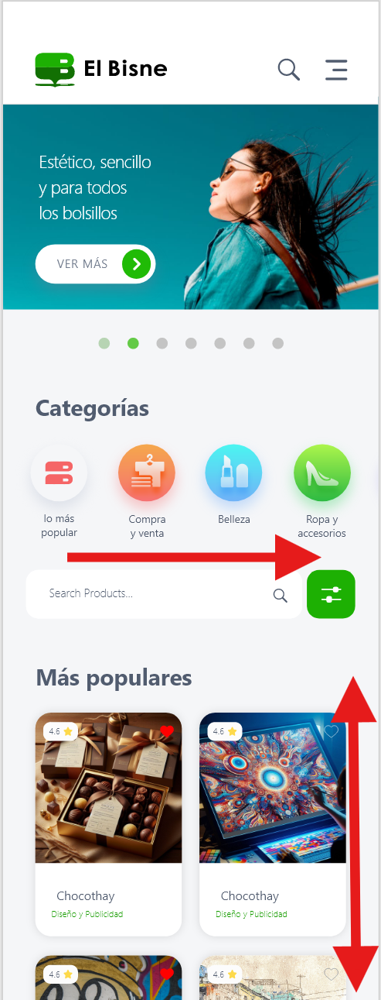 El Bisne
Estético, sencillo
y para todos
los bolsillos
VER MÁS
Categorías
lo más
popular
Compra
y venta
Belleza
Ropa y
accesorios
Search Products...
Más populares
4.6
4.6
Chocothay
Diseño y Publicidad
Chocothay
Diseño y Publicidad
4.6
4.6